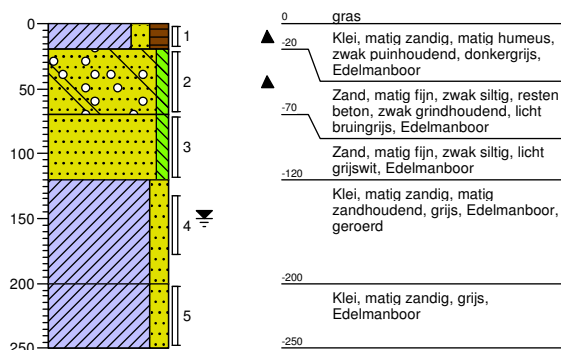 0
50
100
150
200
250
1
2
3
4
5
0
gras
Klei, matig zandig, matig humeus,
zwak puinhoudend, donkergrijs,
Edelmanboor
-20
Zand, matig fijn, zwak siltig, resten
beton, zwak grindhoudend, licht
bruingrijs, Edelmanboor
-70
Zand, matig fijn, zwak siltig, licht
grijswit, Edelmanboor
-120
Klei, matig zandig, matig
zandhoudend, grijs, Edelmanboor,
geroerd
-200
Klei, matig zandig, grijs,
Edelmanboor
-250